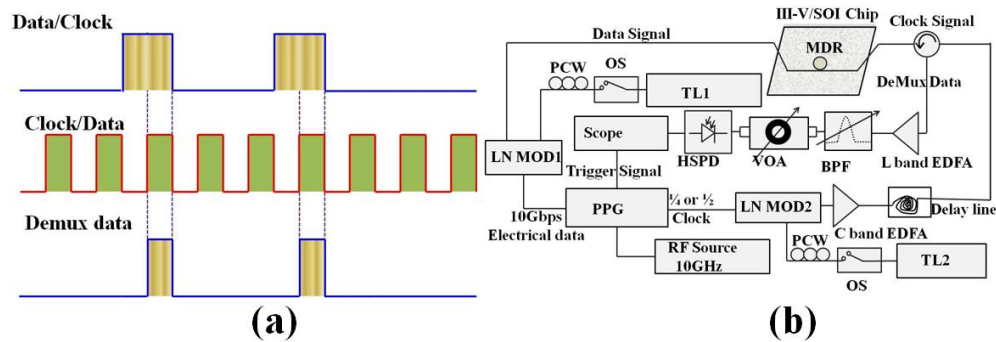 Data/Clock
Clock/Data
Demux data
(a)
III-V/SOI Chip
Clock Signal
Data Signal
MDR
PCW
OS
DeMux Data
TL1
Scope
HSPD
VOA
BPF
L band EDFA
LN MOD1
Trigger Signal
10Gbps
Electrical data
PPG
¼ or ½
Clock
LN MOD2
Delay line
C band EDFA
RF Source
10GHz
PCW
OS
TL2
(b)